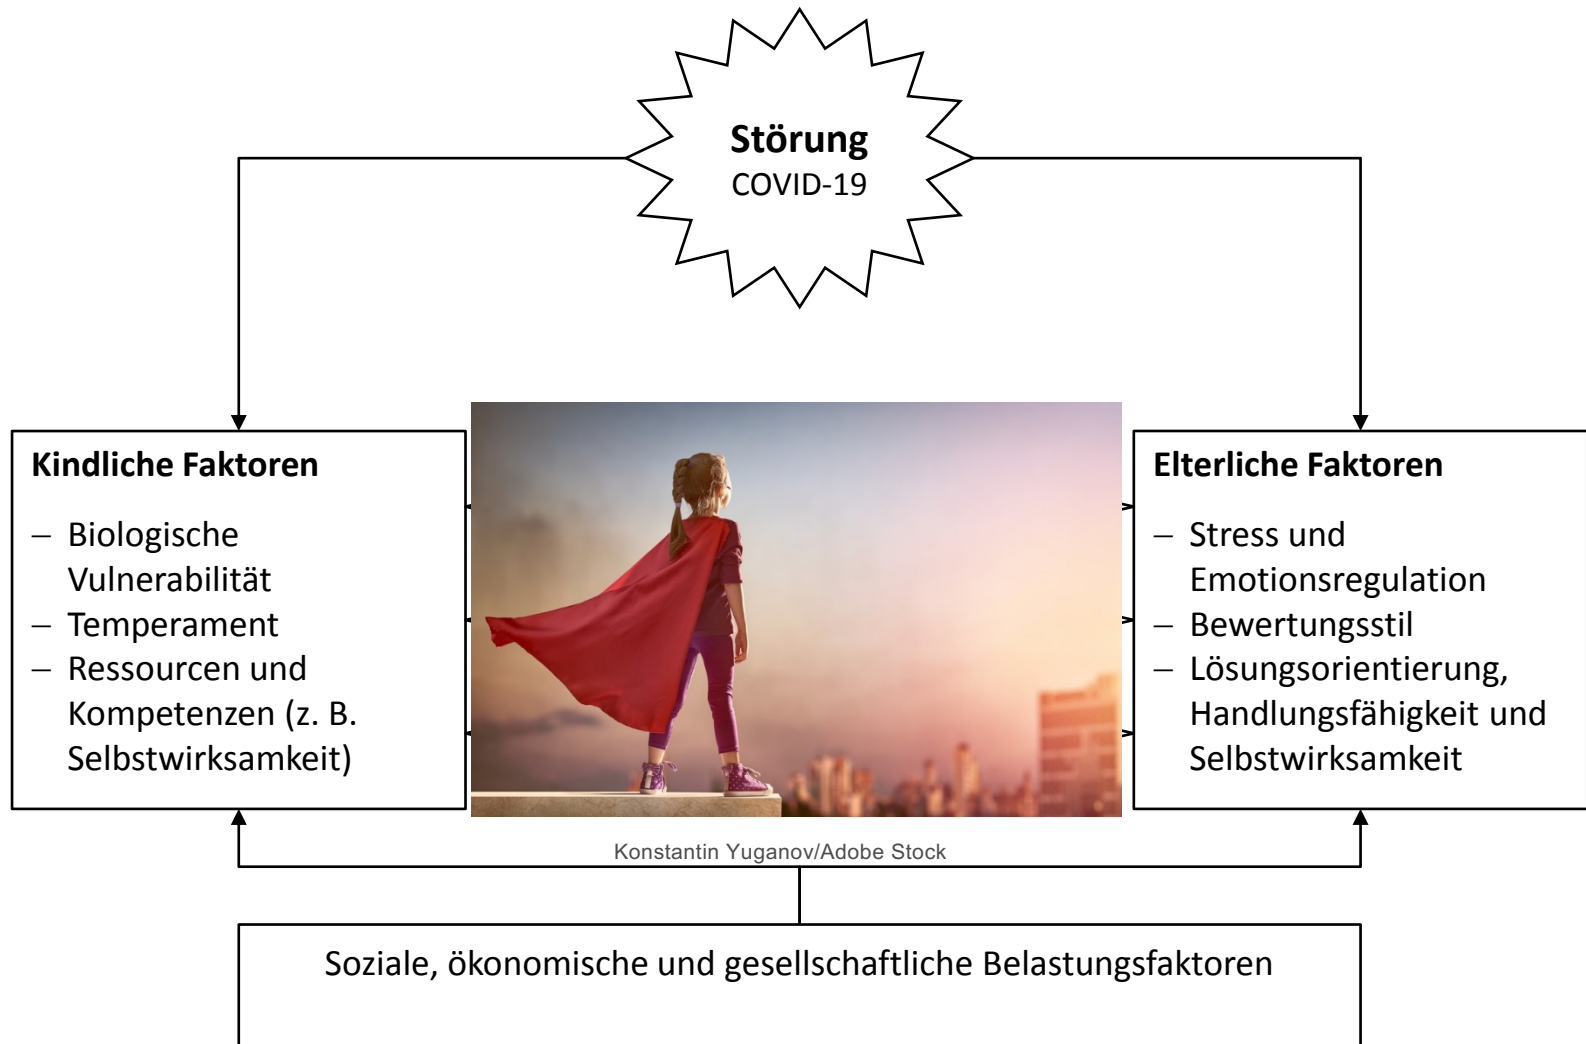 Störung
COVID-19
Kindliche Faktoren
– Biologische
Vulnerabilität
– Temperament
– Ressourcen und
Kompetenzen (z. B.
Selbstwirksamkeit)
Elterliche Faktoren
– Stress und
Emotionsregulation
– Bewertungsstil
– Lösungsorientierung,
Handlungsfähigkeit und
Selbstwirksamkeit
Konstantin Yuganov/Adobe Stock
Soziale, ökonomische und gesellschaftliche Belastungsfaktoren